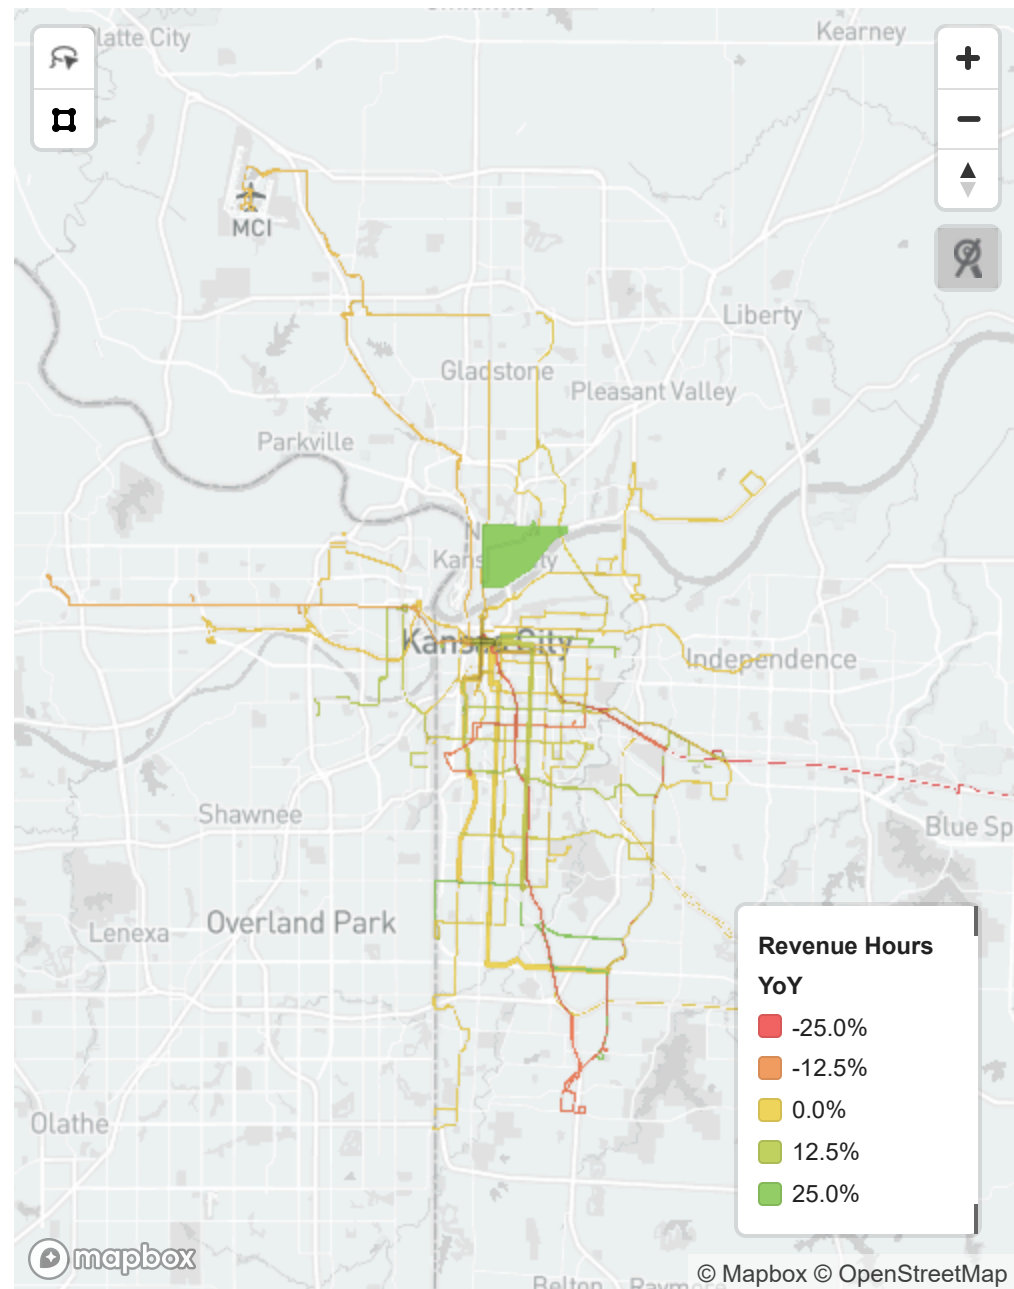 Platte City
Kearney
MCI
Liberty
Gladstone
Pleasant Valley
Parkville
Kansas City
Independence
Shawnee
Blue Sp
Overland Park
Lenexa
Revenue Hours
YoY
-25.0%
-12.5%
0.0%
12.5%
25.0%
Olathe
mapbox
© Mapbox © OpenStreetMap
Belton
Raymore